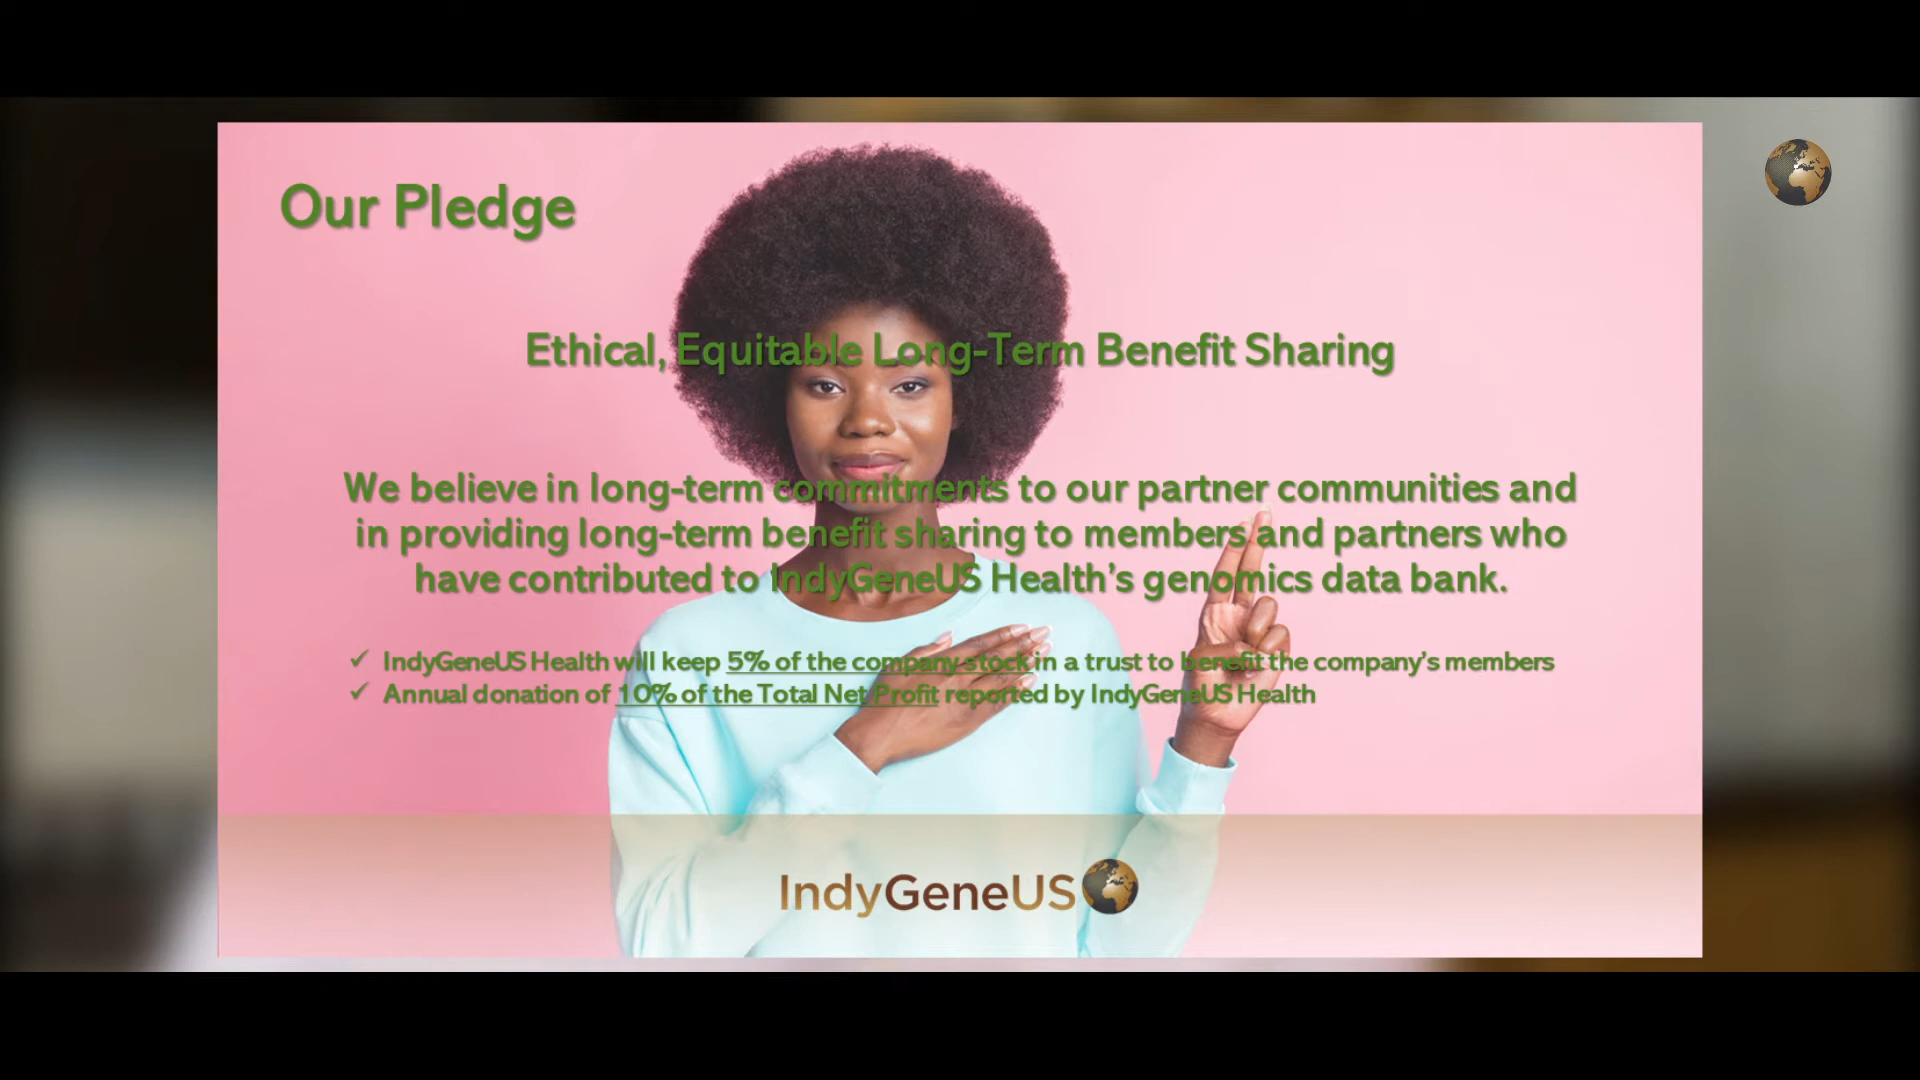 Our Pledge
Ethical, Equitable Long-Term Benefit Sharing
We believe in long-term commitments to our partner communities and
in providing long-term benefit sharing to members and partners who
have contributed to IndyGeneUS Health’s genomics data bank.
✓ IndyGeneUS Health will keep 5% of the company stock in a trust to benefit the company’s members
✓ Annual donation of 10% of the Total Net Profit reported by IndyGeneUS Health
IndyGeneUS